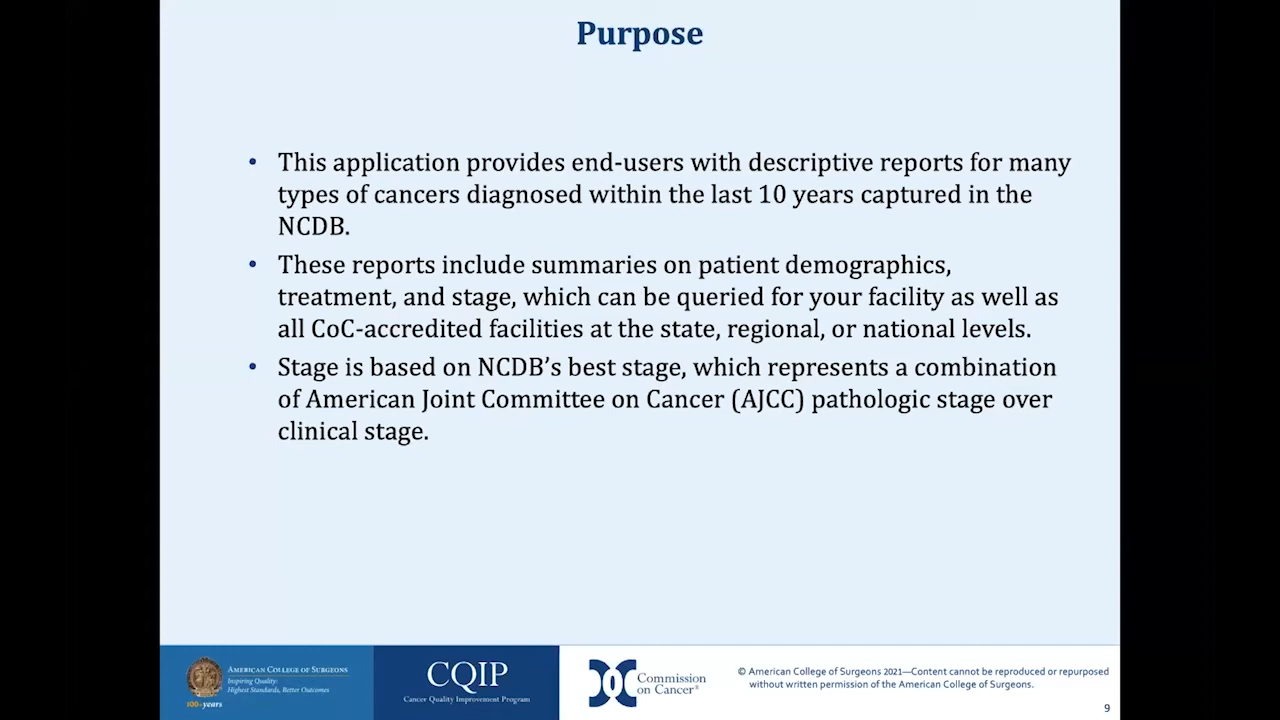 Purpose
• This application provides end-users with descriptive reports for many
types of cancers diagnosed within the last 10 years captured in the
NCDB.
• These reports include summaries on patient demographics,
treatment, and stage, which can be queried for your facility as well as
all CoC-accredited facilities at the state, regional, or national levels.
• Stage is based on NCDB’s best stage, which represents a combination
of American Joint Committee on Cancer (AJCC) pathologic stage over
clinical stage.
American College of Surgeons
Inspiring Quality:
Highest Standards, Better Outcomes
100+years
CQIP
Cancer Quality Improvement Program
Commission
on Cancer®
© American College of Surgeons 2021—Content cannot be reproduced or repurposed
without written permission of the American College of Surgeons.
9